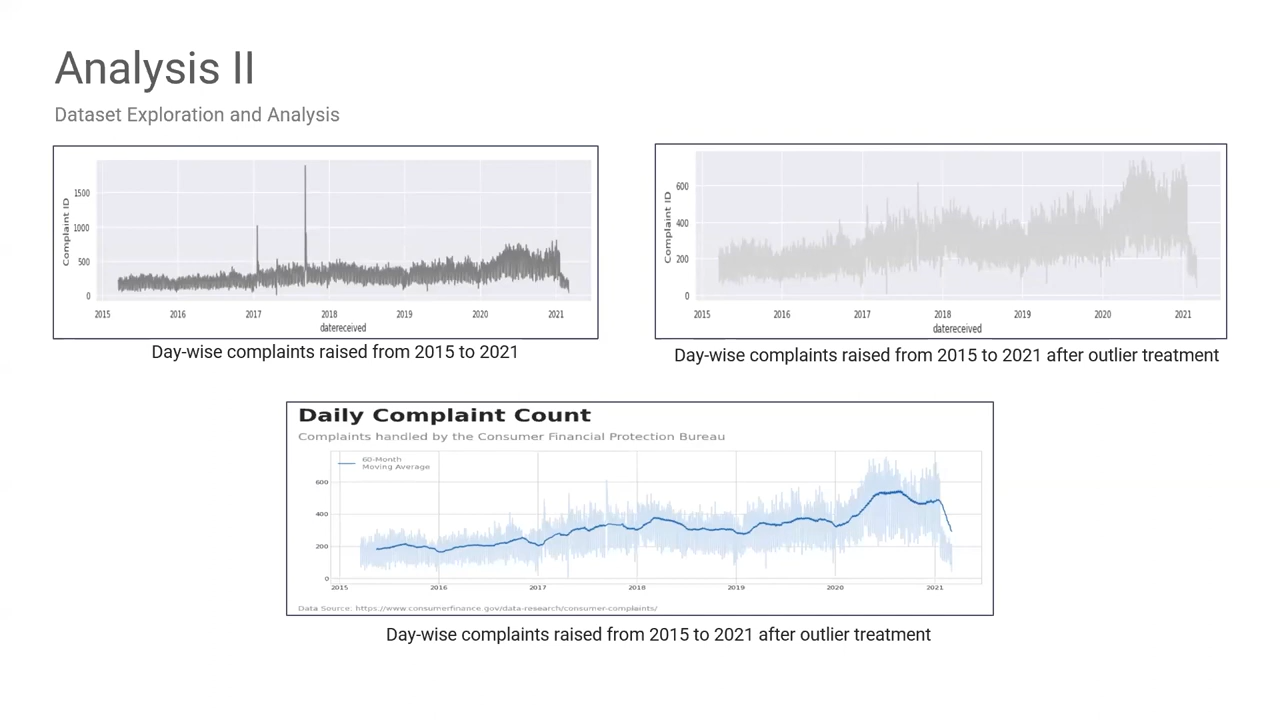 Analysis II
Dataset Exploration and Analysis
Complaint ID
1500
1000
500
0
2015 2016 2017 2018 2019 2020 2021
datereceived
Day-wise complaints raised from 2015 to 2021
Complaint ID
600
400
200
0
2015 2016 2017 2018 2019 2020 2021
datereceived
Day-wise complaints raised from 2015 to 2021 after outlier treatment
Daily Complaint Count
Complaints handled by the Consumer Financial Protection Bureau
60-Month
Moving Average
600
400
200
0
2015 2016 2017 2018 2019 2020 2021
Data Source: https://www.consumerfinance.gov/data-research/consumer-complaints/
Day-wise complaints raised from 2015 to 2021 after outlier treatment